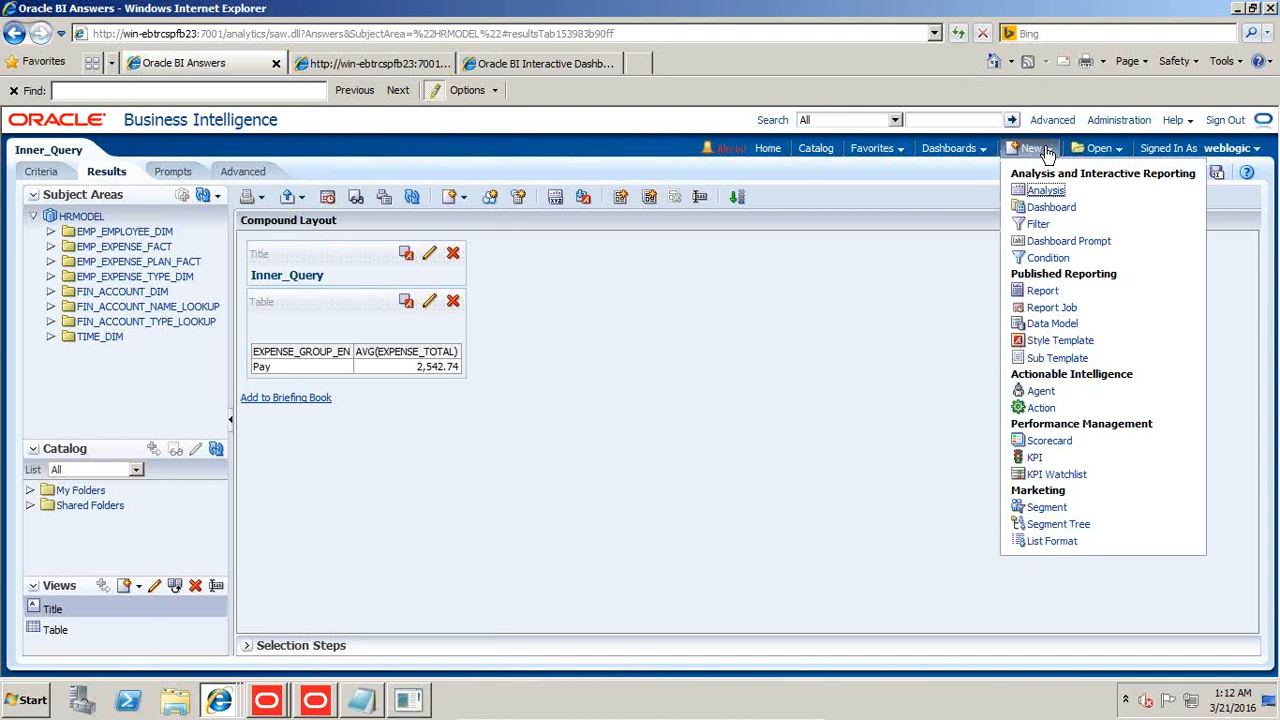 Oracle BI Answers - Windows Internet Explorer
http://win-ebtrcspfb23:7001/analytics/saw.dll?Answers&SubjectArea=%22HRMODEL%22#resultsTab153983b90ff
Bing
Favorites
Oracle BI Answers
http://win-ebtrcspfb23:7001...
Oracle BI Interactive Dashb...
Page
Safety
Tools
Find:
Previous
Next
Options
ORACLE
Business Intelligence
Search
All
Advanced
Administration
Help
Sign Out
Inner_Query
Alerts!
Home
Catalog
Favorites
Dashboards
New
Open
Signed In As weblogic
Criteria
Results
Prompts
Advanced
Subject Areas
HRMODEL
EMP_EMPLOYEE_DIM
EMP_EXPENSE_FACT
EMP_EXPENSE_PLAN_FACT
EMP_EXPENSE_TYPE_DIM
FIN_ACCOUNT_DIM
FIN_ACCOUNT_NAME_LOOKUP
FIN_ACCOUNT_TYPE_LOOKUP
TIME_DIM
Catalog
List All
My Folders
Shared Folders
Views
Title
Table
Compound Layout
Title
Inner_Query
Table
EXPENSE_GROUP_EN AVG(EXPENSE_TOTAL)
Pay 2,542.74
Add to Briefing Book
Selection Steps
Analysis and Interactive Reporting
Analysis
Dashboard
Filter
Dashboard Prompt
Condition
Published Reporting
Report
Report Job
Data Model
Style Template
Sub Template
Actionable Intelligence
Agent
Action
Performance Management
Scorecard
KPI
KPI Watchlist
Marketing
Segment
Segment Tree
List Format
Start
1:12 AM
3/21/2016